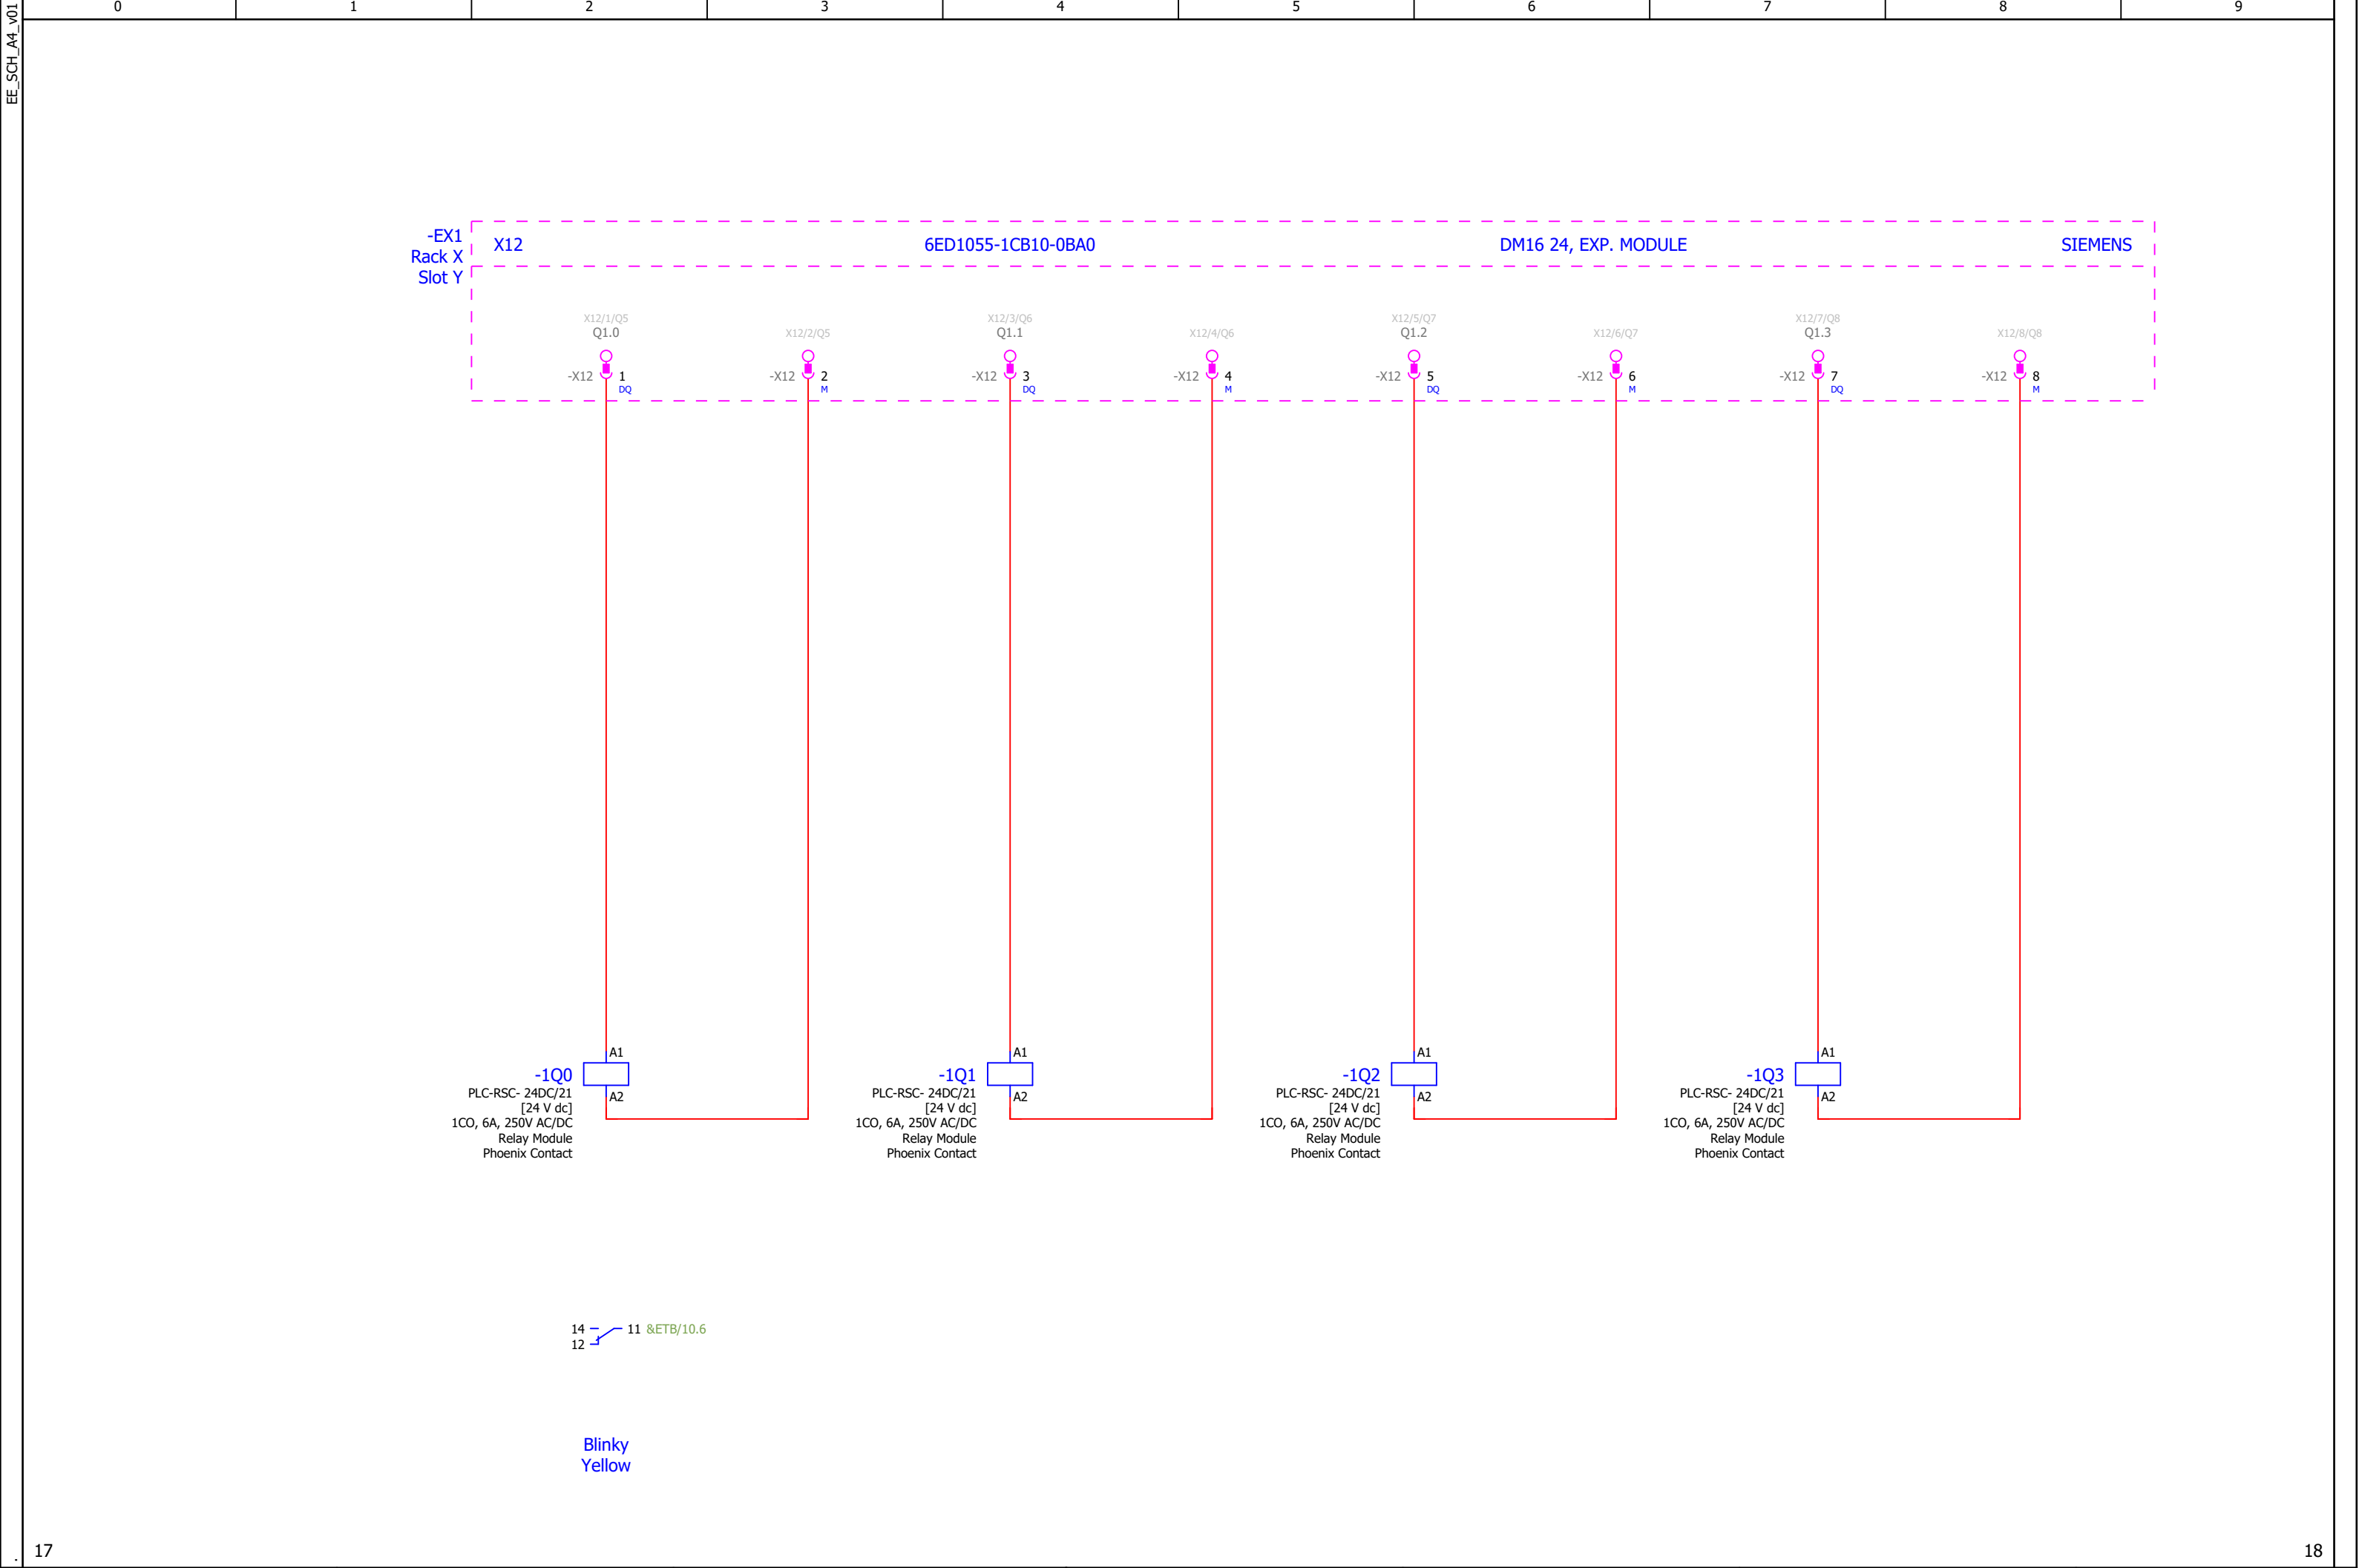 0 1 2 3 4 5 6 7 8 9
EE_SCH_A4_v01
-EX1
Rack X
Slot Y
X12 6ED1055-1CB10-0BA0 DM16 24, EXP. MODULE SIEMENS
X12/1/Q5 X12/3/Q6 X12/5/Q7 X12/7/Q8
Q1.0 X12/2/Q5 Q1.1 X12/4/Q6 Q1.2 X12/6/Q7 Q1.3 X12/8/Q8
-X12 1 -X12 2 -X12 3 -X12 4 -X12 5 -X12 6 -X12 7 -X12 8
DQ M DQ M DQ M DQ M
A1 A1 A1 A1
-1Q0 -1Q1 -1Q2 -1Q3
PLC-RSC- 24DC/21 A2 PLC-RSC- 24DC/21 A2 PLC-RSC- 24DC/21 A2 PLC-RSC- 24DC/21 A2
[24 V dc] [24 V dc] [24 V dc] [24 V dc]
1CO, 6A, 250V AC/DC 1CO, 6A, 250V AC/DC 1CO, 6A, 250V AC/DC 1CO, 6A, 250V AC/DC
Relay Module Relay Module Relay Module Relay Module
Phoenix Contact Phoenix Contact Phoenix Contact Phoenix Contact
14 11 &ETB/10.6
12
Blinky
Yellow
17 18